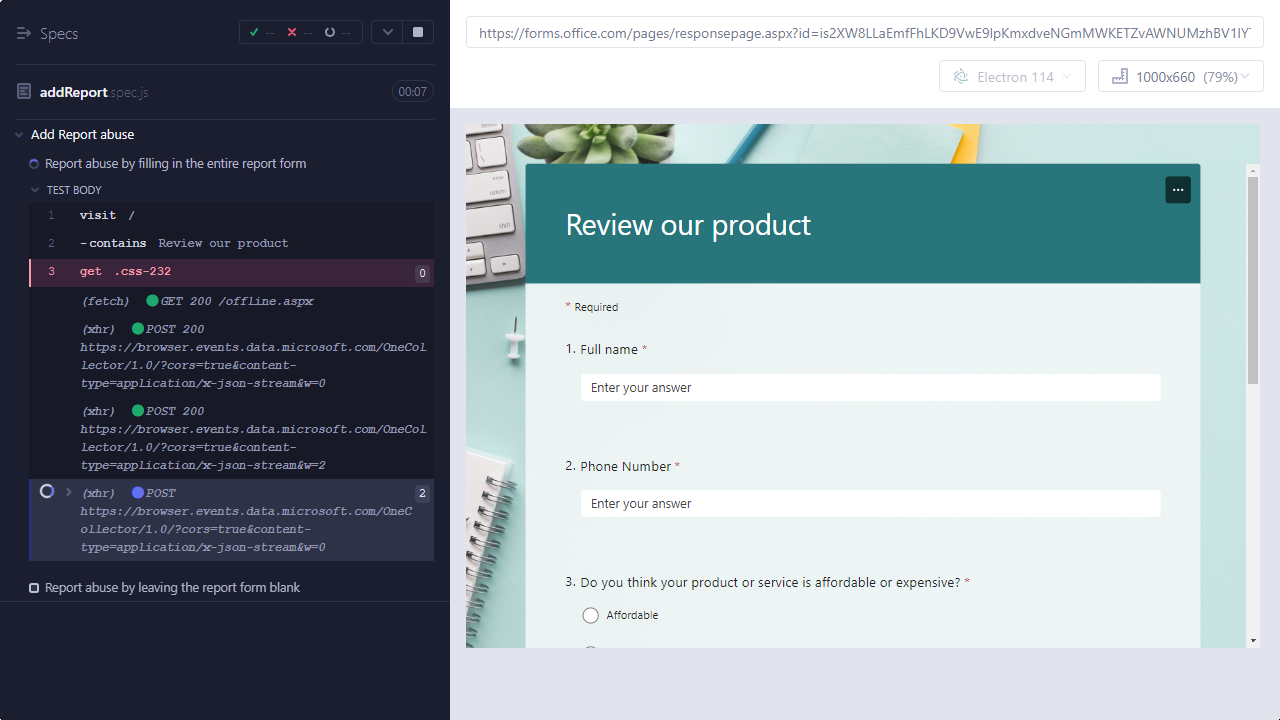 Specs
--
--
--
addReport spec.js
00:07
Add Report abuse
Report abuse by filling in the entire report form
TEST BODY
1 visit /
2 -contains Review our product
3 get .css-232 0
(fetch) GET 200 /offline.aspx
(xhr) POST 200
https://browser.events.data.microsoft.com/OneCol
lector/1.0/?cors=true&content-
type=application/x-json-stream&w=0
(xhr) POST 200
https://browser.events.data.microsoft.com/OneCol
lector/1.0/?cors=true&content-
type=application/x-json-stream&w=2
(xhr) POST 2
https://browser.events.data.microsoft.com/OneC
ollector/1.0/?cors=true&content-
type=application/x-json-stream&w=0
Report abuse by leaving the report form blank
https://forms.office.com/pages/responsepage.aspx?id=is2XW8LLaEmfFhLKD9VwE9IpKmxdveNGmMWKETZvAWNUMzhBV1IY
Electron 114
1000x660 (79%)
Review our product
...
* Required
1. Full name *
Enter your answer
2. Phone Number *
Enter your answer
3. Do you think your product or service is affordable or expensive? *
Affordable